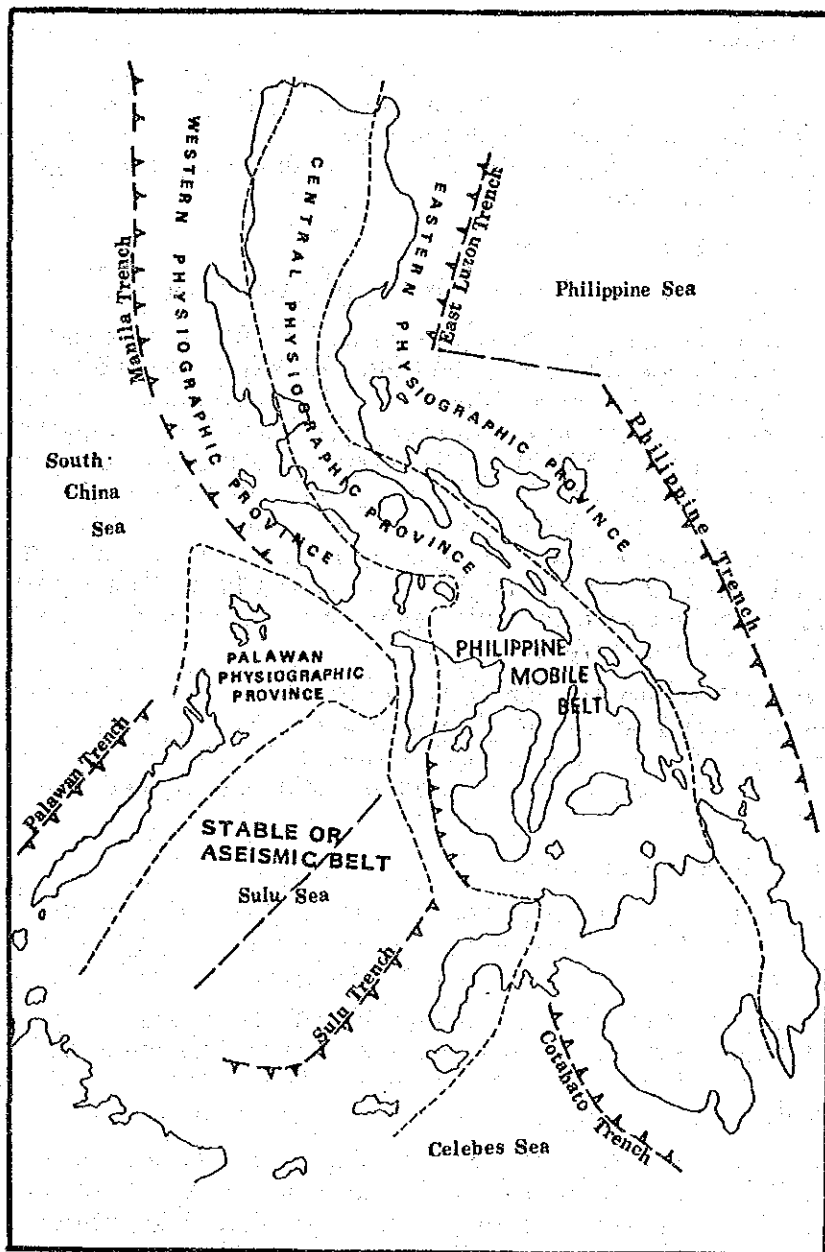 WESTERN PHYSIOGRAPHIC PROVINCE
CENTRAL PHYSIOGRAPHIC PROVINCE
EASTERN PHYSIOGRAPHIC PROVINCE
Manila Trench
East Luzon Trench
Philippine Sea
Philippine Trench
South
China
Sea
PALAWAN
PHYSIOGRAPHIC
PROVINCE
PHILIPPINE
MOBILE
BELT
Palawan Trench
STABLE OR
ASEISMIC BELT
Sulu Sea
Sulu Trench
Cotabato Trench
Celebes Sea